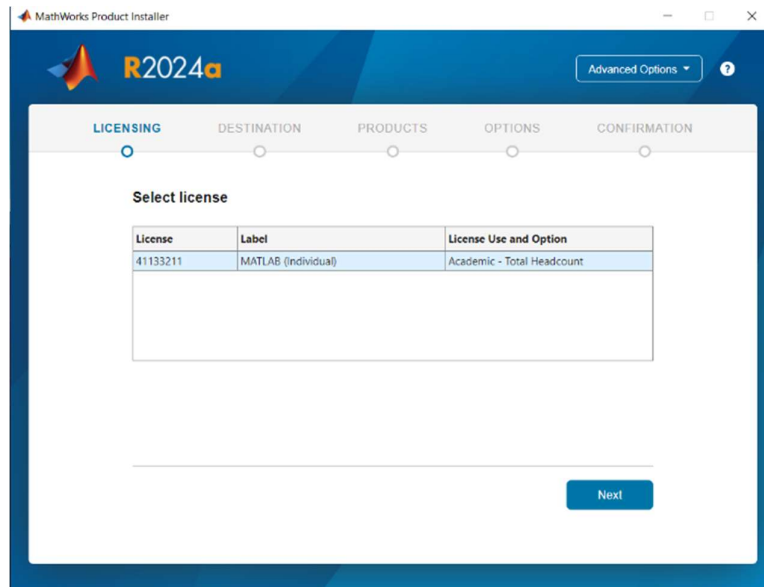 MathWorks Product Installer
R2024a
Advanced Options
?
LICENSING DESTINATION PRODUCTS OPTIONS CONFIRMATION
Select license
License Label License Use and Option
41133211 MATLAB (Individual) Academic - Total Headcount
Next